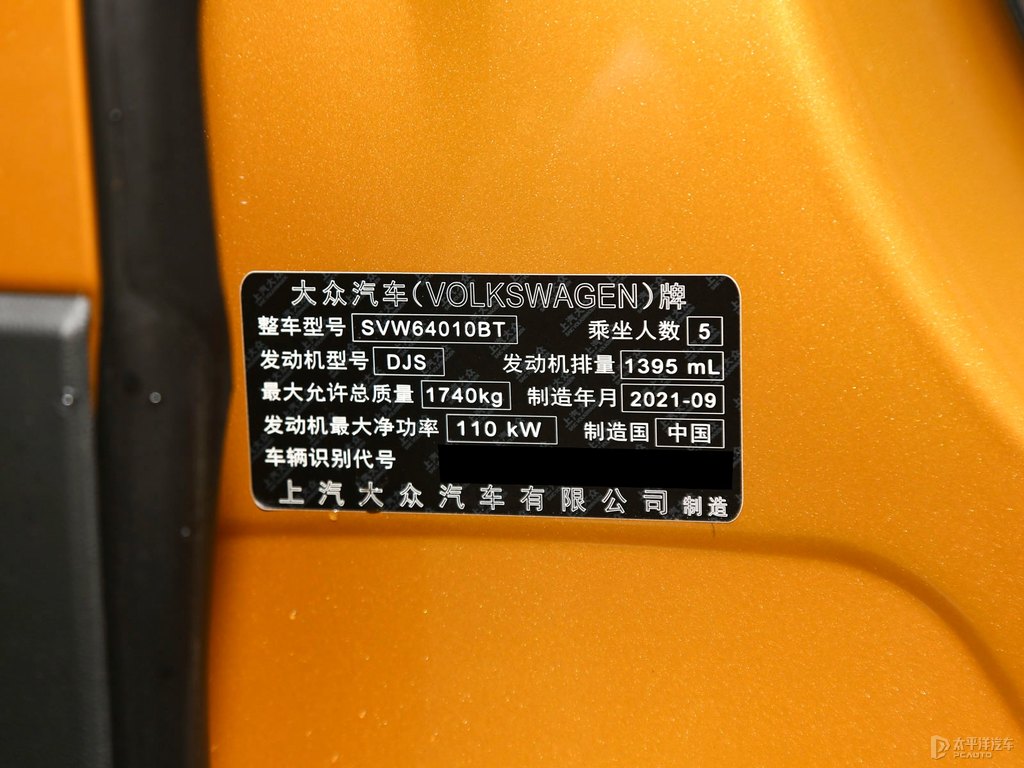 大众汽车(VOLKSWAGEN)牌
整车型号 SVW64010BT 乘坐人数 5
发动机型号 DJS 发动机排量 1395 mL
最大允许总质量 1740kg 制造年月 2021-09
发动机最大净功率 110 kW 制造国 中国
车辆识别代号
上汽大众汽车有限公司 制造
太平洋汽车
PCAUTO